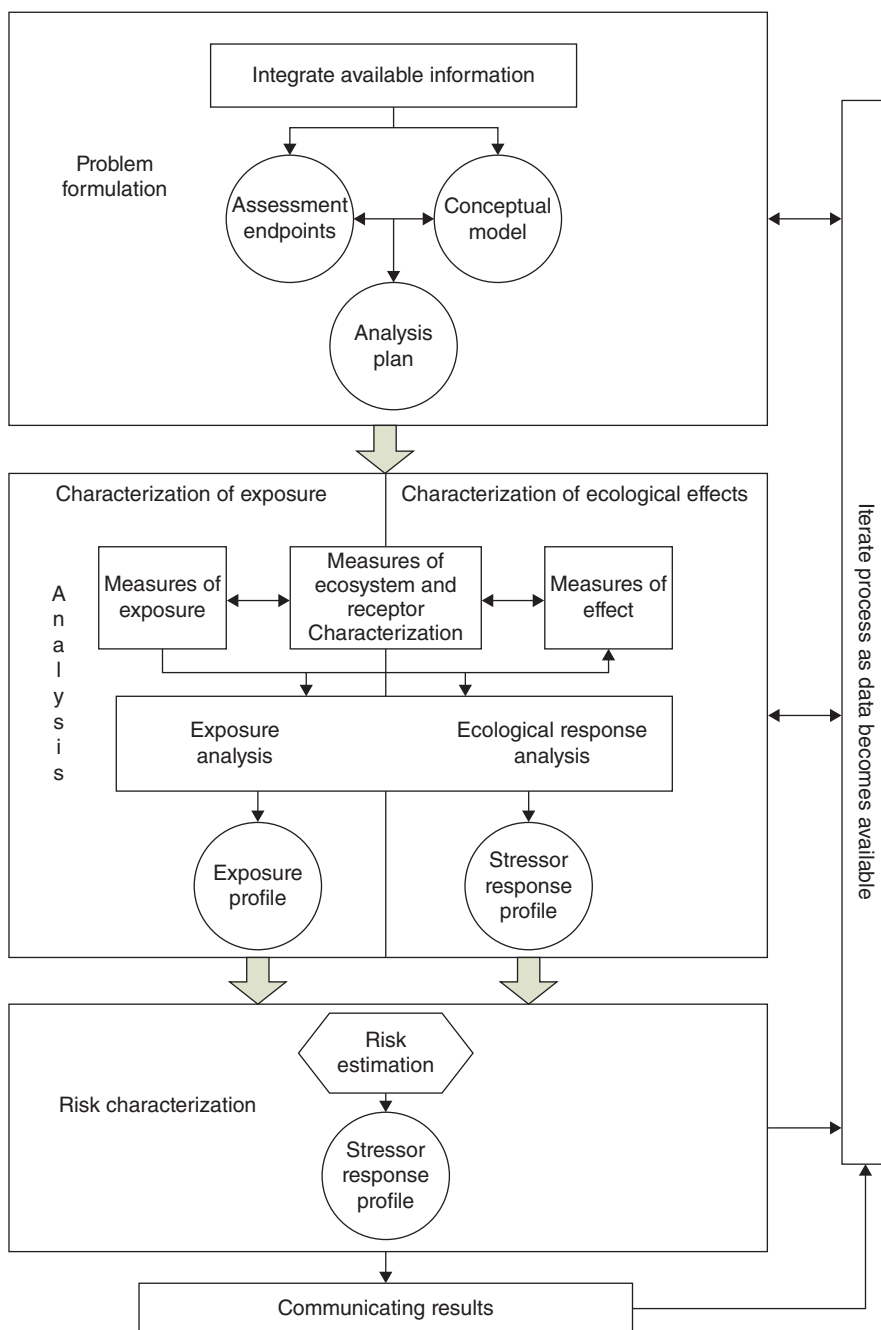 Integrate available information
Problem
formulation
Assessment
endpoints
Conceptual
model
Analysis
plan
Characterization of exposure
Characterization of ecological effects
Analysis
Measures of
exposure
Measures of
ecosystem and
receptor
Characterization
Measures of
effect
Exposure
analysis
Ecological response
analysis
Exposure
profile
Stressor
response
profile
Risk characterization
Risk
estimation
Stressor
response
profile
Communicating results
Iterate process as data becomes available